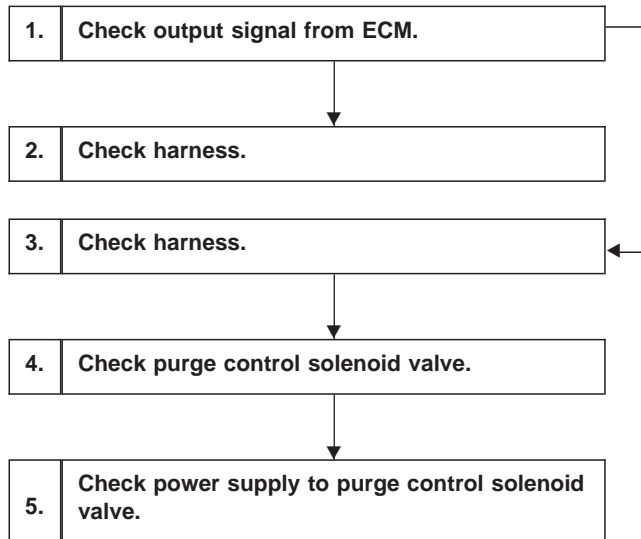 1. Check output signal from ECM.
2. Check harness.
3. Check harness.
4. Check purge control solenoid valve.
5. Check power supply to purge control solenoid
valve.